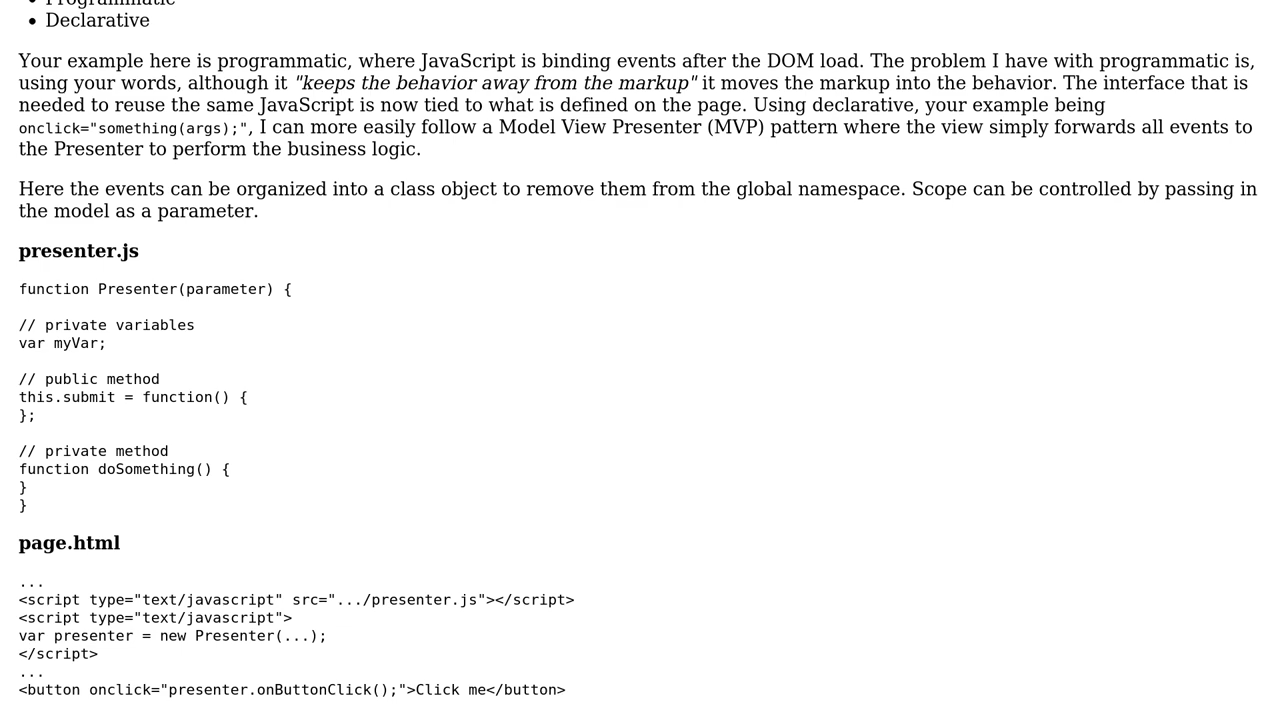 • Programmatic
• Declarative
Your example here is programmatic, where JavaScript is binding events after the DOM load. The problem I have with programmatic is,
using your words, although it "keeps the behavior away from the markup" it moves the markup into the behavior. The interface that is
needed to reuse the same JavaScript is now tied to what is defined on the page. Using declarative, your example being
onclick="something(args);", I can more easily follow a Model View Presenter (MVP) pattern where the view simply forwards all events to
the Presenter to perform the business logic.
Here the events can be organized into a class object to remove them from the global namespace. Scope can be controlled by passing in
the model as a parameter.
presenter.js
function Presenter(parameter) {
// private variables
var myVar;
// public method
this.submit = function() {
};
// private method
function doSomething() {
}
}
page.html
...
<script type="text/javascript" src=".../presenter.js"></script>
<script type="text/javascript">
var presenter = new Presenter(...);
</script>
...
<button onclick="presenter.onButtonClick();">Click me</button>